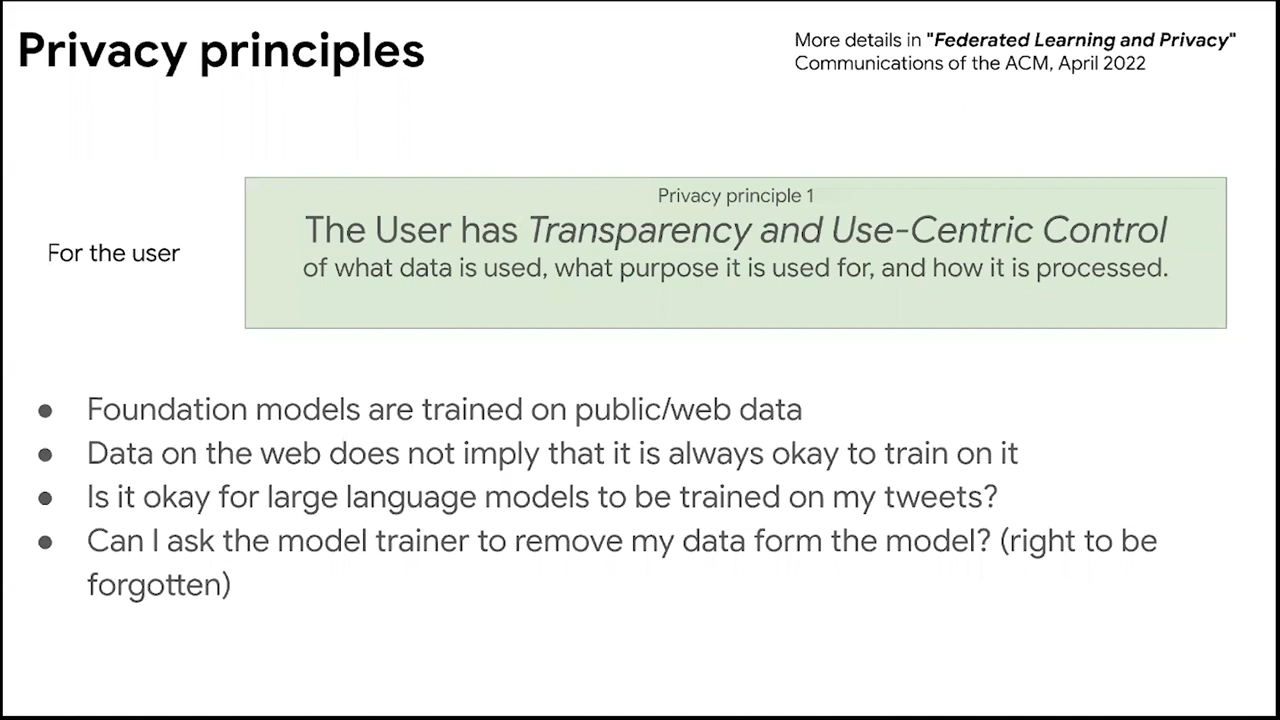 Privacy principles
More details in "Federated Learning and Privacy"
Communications of the ACM, April 2022
Privacy principle 1
The User has Transparency and Use-Centric Control
of what data is used, what purpose it is used for, and how it is processed.
For the user
● Foundation models are trained on public/web data
● Data on the web does not imply that it is always okay to train on it
● Is it okay for large language models to be trained on my tweets?
● Can I ask the model trainer to remove my data form the model? (right to be
forgotten)